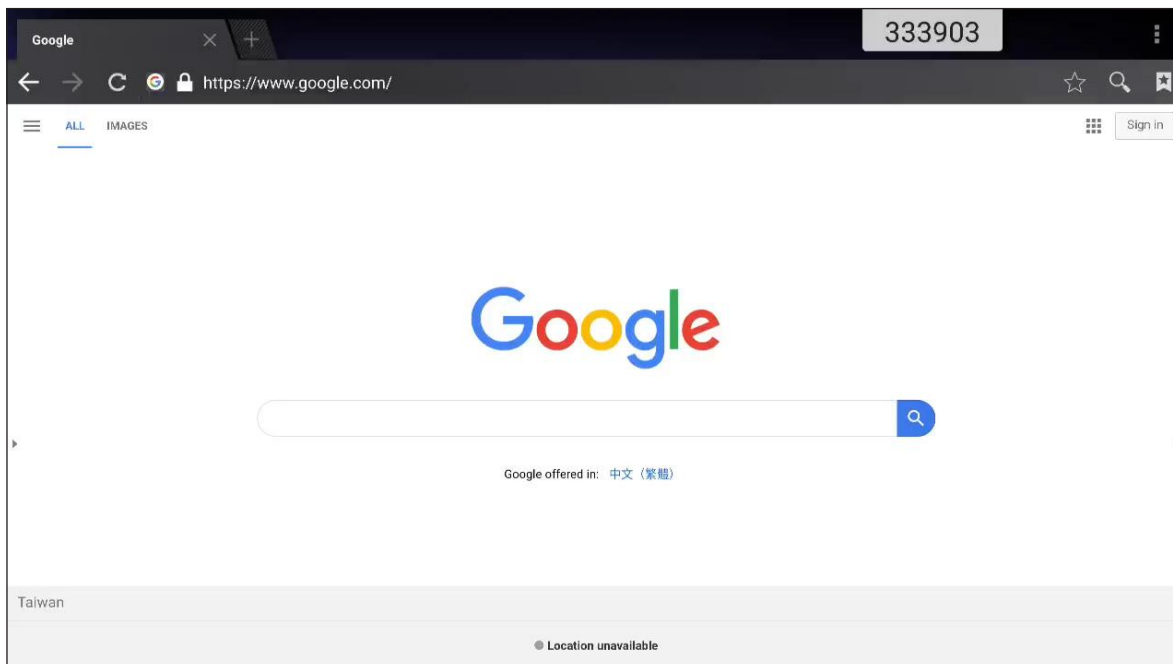 Google
333903
https://www.google.com/
ALL IMAGES
Sign in
Google
Google offered in: 中文（繁體）
Taiwan
Location unavailable